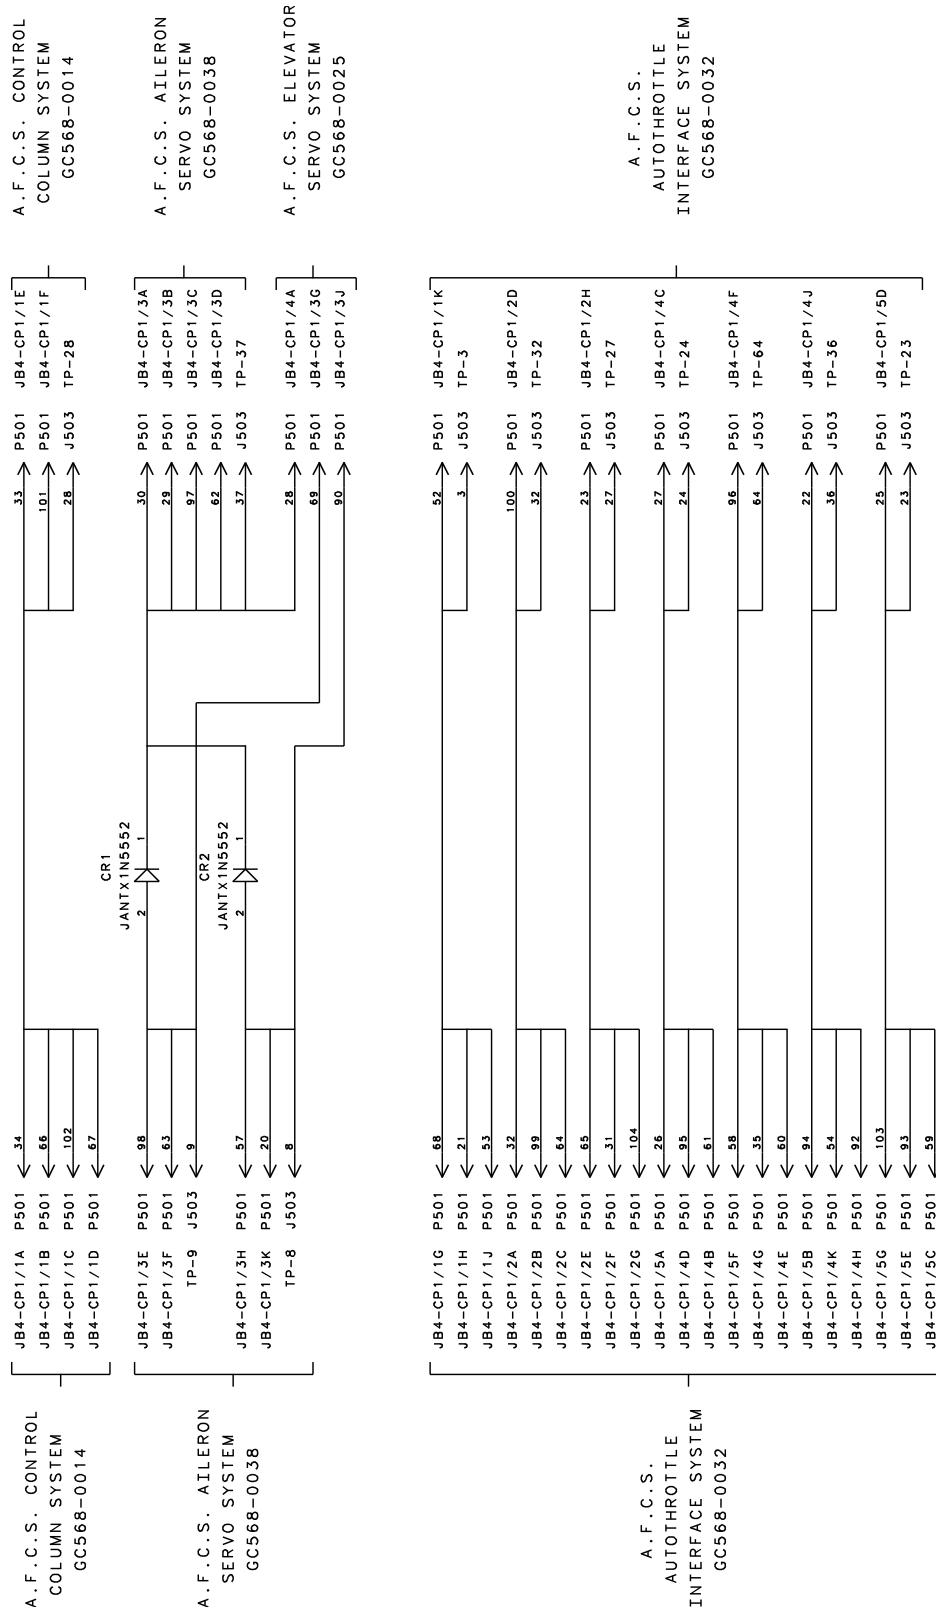 A.F.C.S. CONTROL
COLUMN SYSTEM
GC568-0014
JB4-CP1/1A P501 34
JB4-CP1/1B P501 66
JB4-CP1/1C P501 102
JB4-CP1/1D P501 67
33 P501 JB4-CP1/1E
101 P501 JB4-CP1/1F
28 J503 TP-28
A.F.C.S. CONTROL
COLUMN SYSTEM
GC568-0014
A.F.C.S. AILERON
SERVO SYSTEM
GC568-0038
JB4-CP1/3E P501 98
JB4-CP1/3F P501 63
TP-9 J503 9
JB4-CP1/3H P501 57
JB4-CP1/3K P501 20
TP-8 J503 8
CR1
JANTX1N5552
2 1
CR2
JANTX1N5552
2 1
30 P501 JB4-CP1/3A
29 P501 JB4-CP1/3B
97 P501 JB4-CP1/3C
62 P501 JB4-CP1/3D
37 J503 TP-37
A.F.C.S. AILERON
SERVO SYSTEM
GC568-0038
28 P501 JB4-CP1/4A
69 P501 JB4-CP1/3G
90 P501 JB4-CP1/3J
A.F.C.S. ELEVATOR
SERVO SYSTEM
GC568-0025
A.F.C.S.
AUTOTHROTTLE
INTERFACE SYSTEM
GC568-0032
JB4-CP1/1G P501 68
JB4-CP1/1H P501 21
JB4-CP1/1J P501 53
JB4-CP1/2A P501 32
JB4-CP1/2B P501 99
JB4-CP1/2C P501 64
JB4-CP1/2E P501 65
JB4-CP1/2F P501 31
JB4-CP1/2G P501 104
JB4-CP1/5A P501 26
JB4-CP1/4D P501 95
JB4-CP1/4B P501 61
JB4-CP1/5F P501 58
JB4-CP1/4G P501 35
JB4-CP1/4E P501 60
JB4-CP1/5B P501 94
JB4-CP1/4K P501 54
JB4-CP1/4H P501 92
JB4-CP1/5G P501 103
JB4-CP1/5E P501 93
JB4-CP1/5C P501 59
52 P501 JB4-CP1/1K
3 J503 TP-3
100 P501 JB4-CP1/2D
32 J503 TP-32
23 P501 JB4-CP1/2H
27 J503 TP-27
27 P501 JB4-CP1/4C
24 J503 TP-24
96 P501 JB4-CP1/4F
64 J503 TP-64
22 P501 JB4-CP1/4J
36 J503 TP-36
25 P501 JB4-CP1/5D
23 J503 TP-23
A.F.C.S.
AUTOTHROTTLE
INTERFACE SYSTEM
GC568-0032